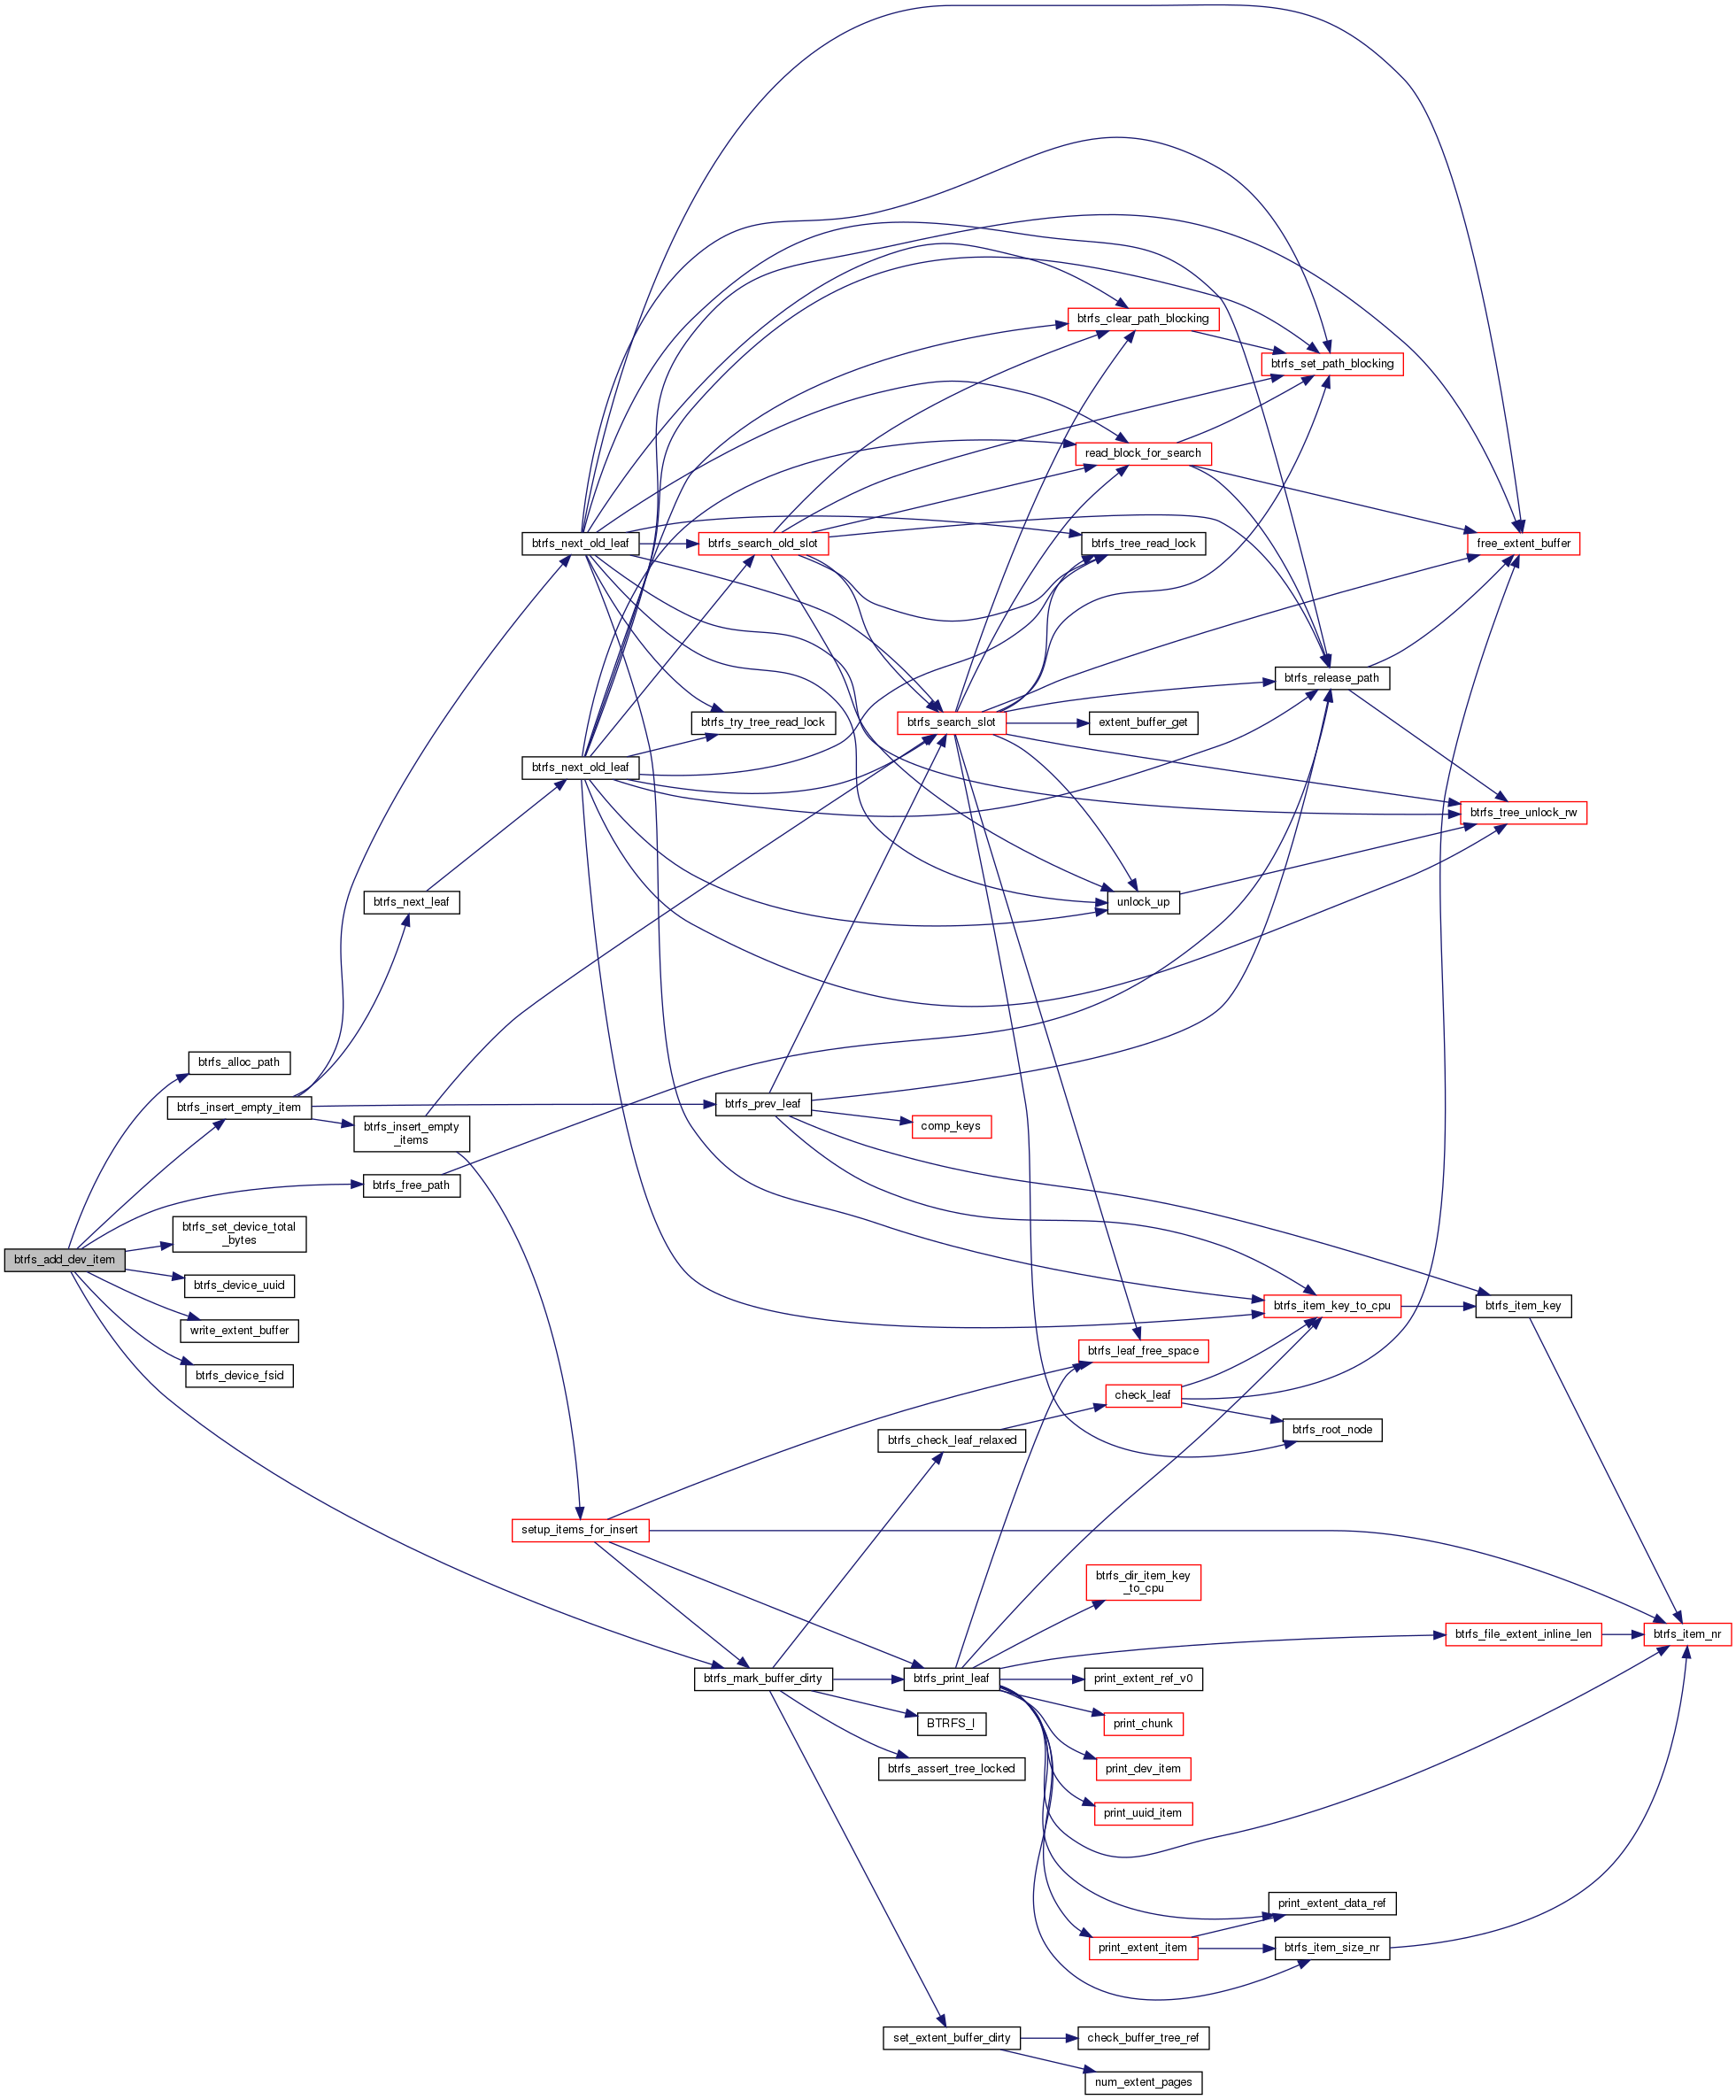 btrfs_clear_path_blocking
btrfs_set_path_blocking
read_block_for_search
btrfs_next_old_leaf
btrfs_search_old_slot
btrfs_tree_read_lock
free_extent_buffer
btrfs_release_path
btrfs_try_tree_read_lock
btrfs_search_slot
extent_buffer_get
btrfs_next_old_leaf
btrfs_tree_unlock_rw
btrfs_next_leaf
unlock_up
btrfs_alloc_path
btrfs_insert_empty_item
btrfs_prev_leaf
comp_keys
btrfs_insert_empty
_items
btrfs_free_path
btrfs_set_device_total
_bytes
btrfs_add_dev_item
btrfs_device_uuid
btrfs_item_key_to_cpu
btrfs_item_key
write_extent_buffer
btrfs_leaf_free_space
btrfs_device_fsid
check_leaf
btrfs_root_node
btrfs_check_leaf_relaxed
setup_items_for_insert
btrfs_dir_item_key
_to_cpu
btrfs_file_extent_inline_len
btrfs_item_nr
btrfs_mark_buffer_dirty
btrfs_print_leaf
print_extent_ref_v0
BTRFS_I
print_chunk
btrfs_assert_tree_locked
print_dev_item
print_uuid_item
print_extent_data_ref
print_extent_item
btrfs_item_size_nr
set_extent_buffer_dirty
check_buffer_tree_ref
num_extent_pages